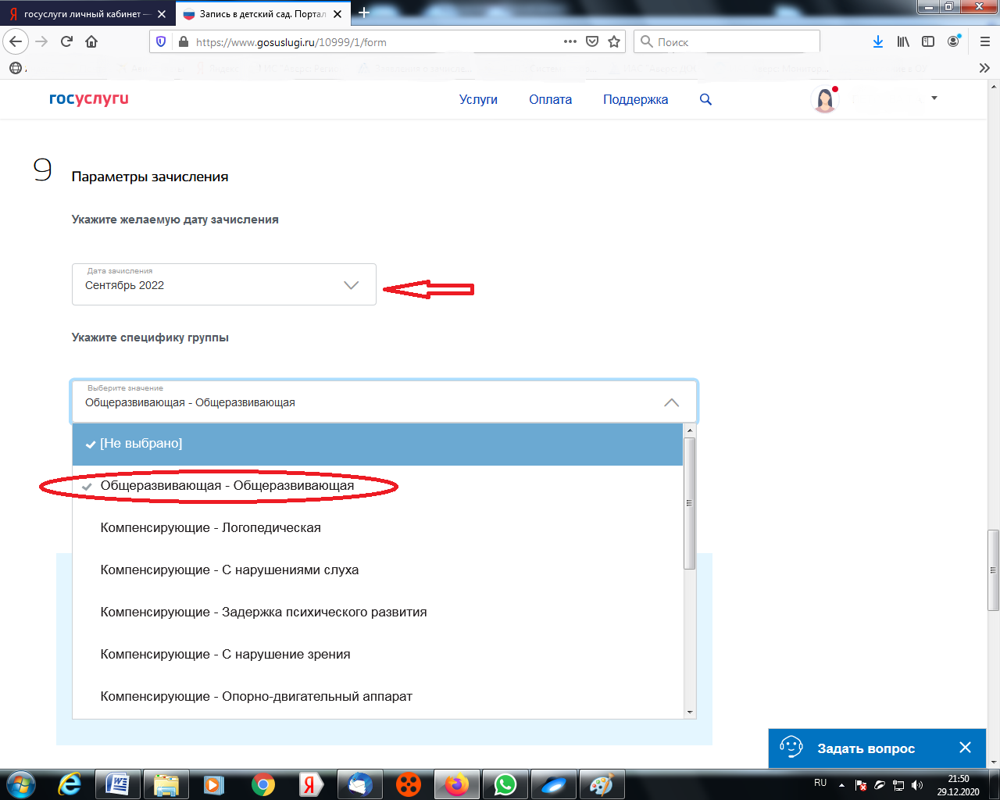 госуслуги личный кабинет —
Запись в детский сад. Портал
https://www.gosuslugi.ru/10999/1/form
Поиск
госуслуги
Услуги
Оплата
Поддержка
9
Параметры зачисления
Укажите желаемую дату зачисления
Дата зачисления
Сентябрь 2022
Укажите специфику группы
Выберите значение
Общеразвивающая - Общеразвивающая
[Не выбрано]
Общеразвивающая - Общеразвивающая
Компенсирующие - Логопедическая
Компенсирующие - С нарушениями слуха
Компенсирующие - Задержка психического развития
Компенсирующие - С нарушение зрения
Компенсирующие - Опорно-двигательный аппарат
Задать вопрос
RU
21:50
29.12.2020